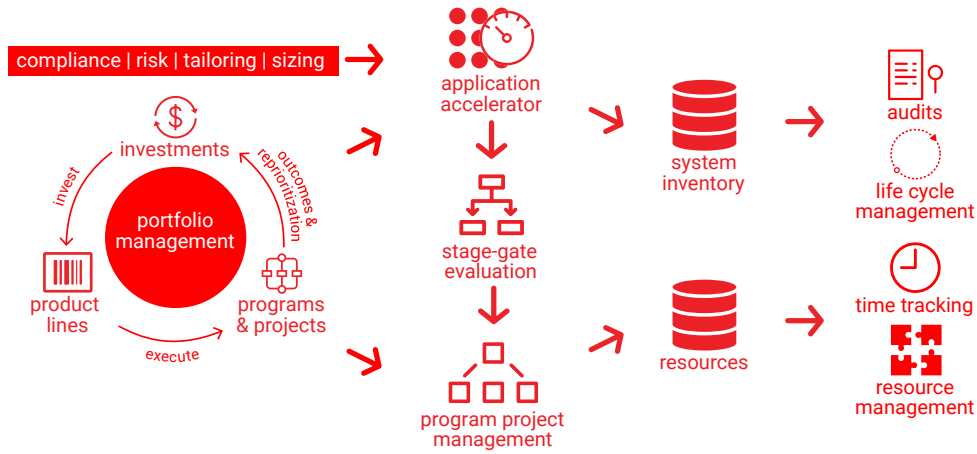 compliance | risk | tailoring | sizing
$
investments
invest
outcomes &
reprioritization
portfolio
management
product
lines
programs
& projects
execute
application
accelerator
stage-gate
evaluation
program project
management
system
inventory
resources
audits
life cycle
management
time tracking
resource
management